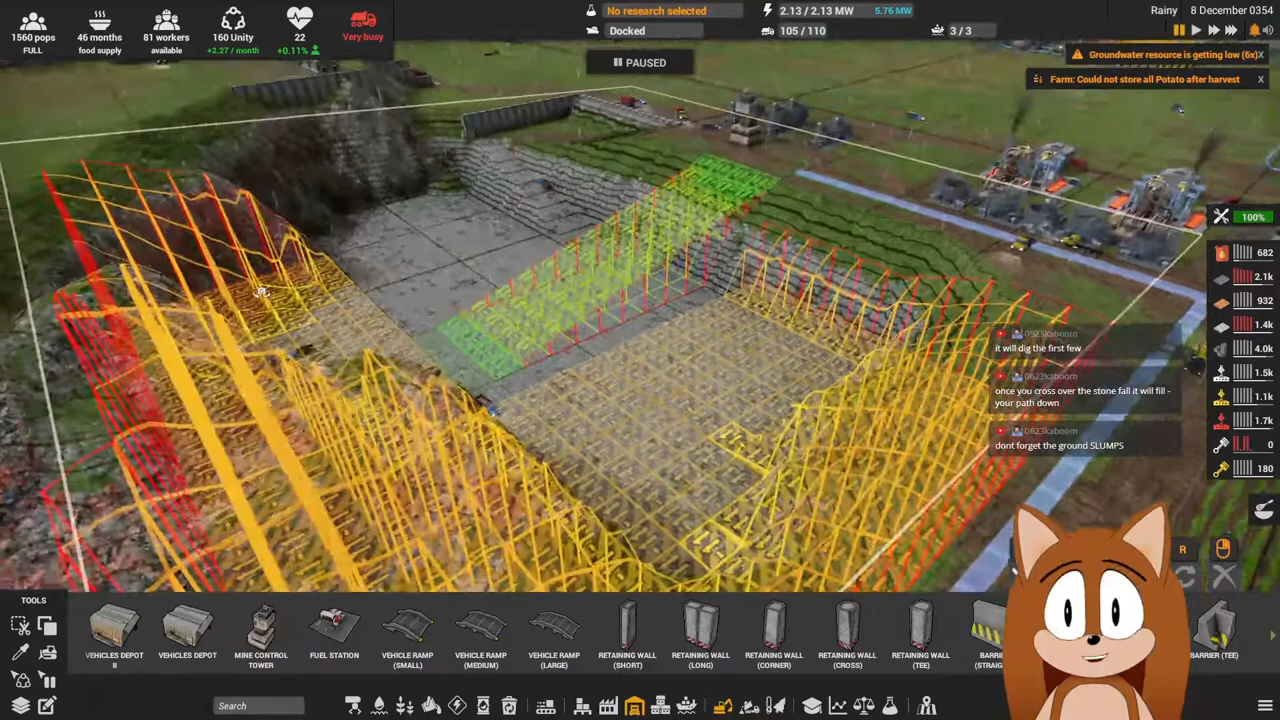 1560 pops
FULL
46 months
food supply
81 workers
available
160 Unity
+2.27 / month
22
+0.11%
Very busy
No research selected
Docked
2.13 / 2.13 MW
5.76 MW
105 / 110
3 / 3
Rainy
8 December 0354
PAUSED
Groundwater resource is getting low (6x)
X
Farm: Could not store all Potato after harvest
X
100%
682
2.1k
932
1.4k
4.0k
1.5k
1.1k
1.7k
0
180
0623kaboom
it will dig the first few
0623kaboom
once you cross over the stone fall it will fill -
your path down
0623kaboom
dont forget the ground SLUMPS
-11
-11
R
TOOLS
VEHICLES DEPOT
II
VEHICLES DEPOT
MINE CONTROL
TOWER
FUEL STATION
VEHICLE RAMP
(SMALL)
VEHICLE RAMP
(MEDIUM)
VEHICLE RAMP
(LARGE)
RETAINING WALL
(SHORT)
RETAINING WALL
(LONG)
RETAINING WALL
(CORNER)
RETAINING WALL
(CROSS)
RETAINING WALL
(TEE)
BARRIER (TEE)
Search